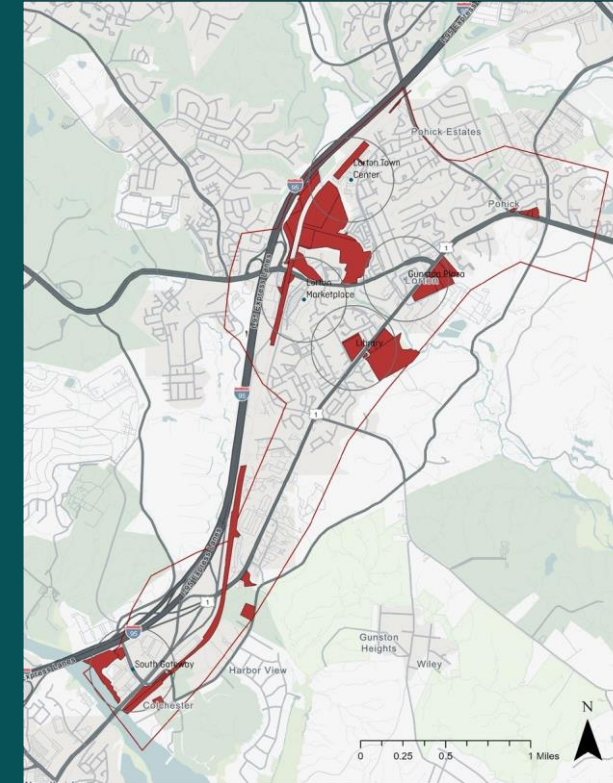 Pohick Estates
Lorton Town
Center
95
Pohick
1
Gunston Plaza
Lorton
Lorton
Marketplace
Library
95
1
1
95
South Gateway
Harbor View
Colchester
Gunston
Heights
Wiley
N
0 0.25 0.5 1 Miles